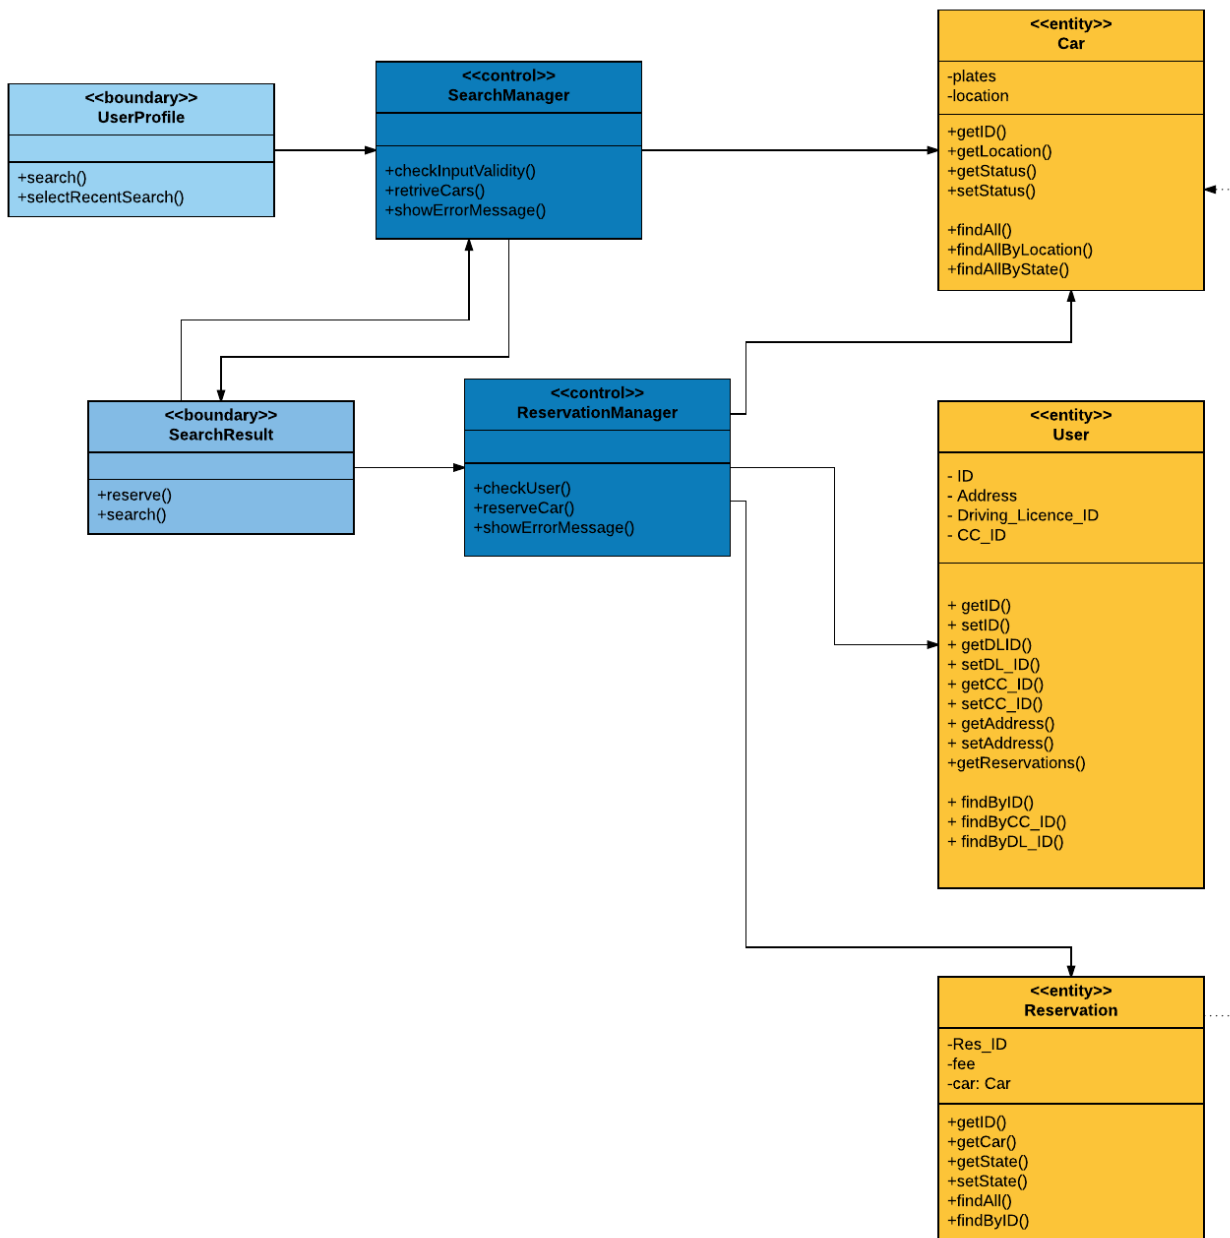 <<boundary>>
UserProfile
+search()
+selectRecentSearch()
<<control>>
SearchManager
+checkInputValidity()
+retriveCars()
+showErrorMessage()
<<entity>>
Car
-plates
-location
+getID()
+getLocation()
+getStatus()
+setStatus()
+findAll()
+findAllByLocation()
+findAllByState()
<<boundary>>
SearchResult
+reserve()
+search()
<<control>>
ReservationManager
+checkUser()
+reserveCar()
+showErrorMessage()
<<entity>>
User
- ID
- Address
- Driving_Licence_ID
- CC_ID
+ getID()
+ setID()
+ getDLID()
+ setDL_ID()
+ getCC_ID()
+ setCC_ID()
+ getAddress()
+ setAddress()
+getReservations()
+ findByID()
+ findByCC_ID()
+ findByDL_ID()
<<entity>>
Reservation
-Res_ID
-fee
-car: Car
+getID()
+getCar()
+getState()
+setState()
+findAll()
+findByID()